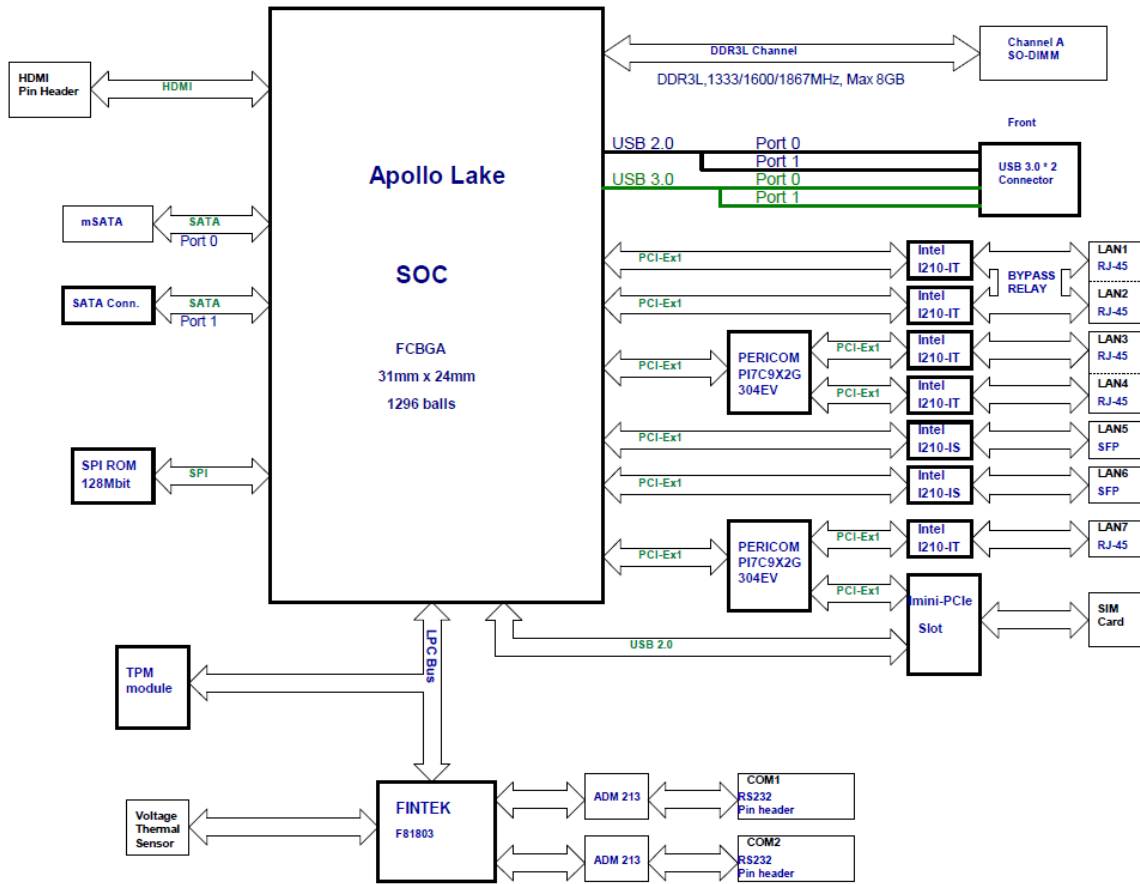 HDMI
Pin Header
HDMI
mSATA
SATA
Port 0
SATA Conn.
SATA
Port 1
SPI ROM
128Mbit
SPI
Apollo Lake
SOC
FCBGA
31mm x 24mm
1296 balls
DDR3L Channel
DDR3L,1333/1600/1867MHz, Max 8GB
Channel A
SO-DIMM
Front
USB 2.0
Port 0
Port 1
USB 3.0
Port 0
Port 1
USB 3.0 * 2
Connector
PCI-Ex1
Intel
I210-IT
BYPASS
RELAY
LAN1
RJ-45
PCI-Ex1
Intel
I210-IT
LAN2
RJ-45
PCI-Ex1
PERICOM
PI7C9X2G
304EV
PCI-Ex1
Intel
I210-IT
LAN3
RJ-45
PCI-Ex1
Intel
I210-IT
LAN4
RJ-45
PCI-Ex1
Intel
I210-IS
LAN5
SFP
PCI-Ex1
Intel
I210-IS
LAN6
SFP
PCI-Ex1
PERICOM
PI7C9X2G
304EV
PCI-Ex1
Intel
I210-IT
LAN7
RJ-45
PCI-Ex1
Imini-PCIe
Slot
SIM
Card
USB 2.0
LPC Bus
TPM
module
Voltage
Thermal
Sensor
FINTEK
F81803
ADM 213
COM1
RS232
Pin header
ADM 213
COM2
RS232
Pin header